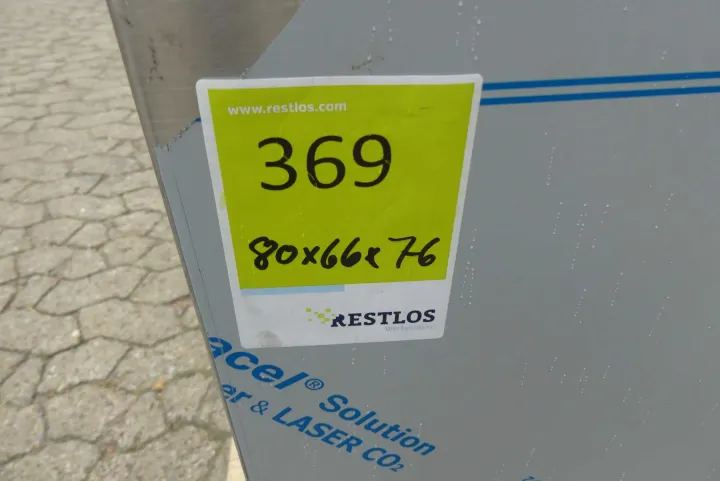 www.restlos.com
369
80x66x76
RESTLOS
acel® Solution
er & LASER CO₂